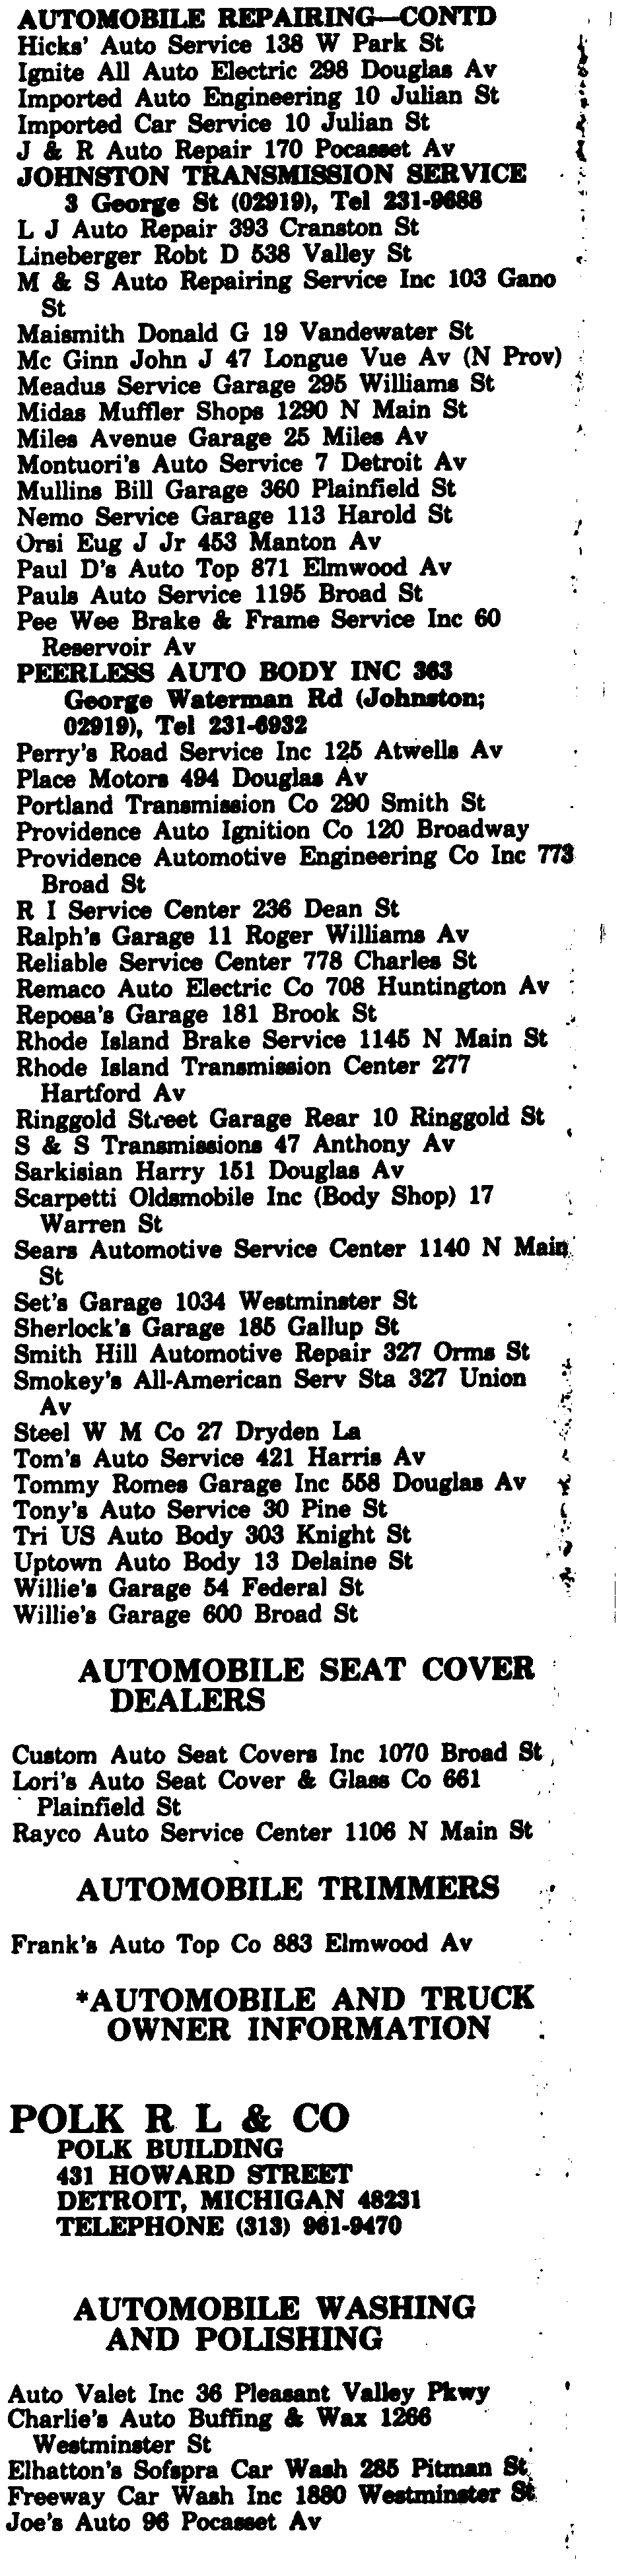 AUTOMOBILE REPAIRING—CONTD
Hicks' Auto Service 138 W Park St
Ignite All Auto Electric 298 Douglas Av
Imported Auto Engineering 10 Julian St
Imported Car Service 10 Julian St
J & R Auto Repair 170 Pocasset Av
JOHNSTON TRANSMISSION SERVICE
3 George St (02919), Tel 231-9688
L J Auto Repair 393 Cranston St
Lineberger Robt D 538 Valley St
M & S Auto Repairing Service Inc 103 Gano
St
Maismith Donald G 19 Vandewater St
Mc Ginn John J 47 Longue Vue Av (N Prov)
Meadus Service Garage 295 Williams St
Midas Muffler Shops 1290 N Main St
Miles Avenue Garage 25 Miles Av
Montuori's Auto Service 7 Detroit Av
Mullins Bill Garage 360 Plainfield St
Nemo Service Garage 113 Harold St
Orsi Eug J Jr 453 Manton Av
Paul D's Auto Top 871 Elmwood Av
Pauls Auto Service 1195 Broad St
Pee Wee Brake & Frame Service Inc 60
Reservoir Av
PEERLESS AUTO BODY INC 363
George Waterman Rd (Johnston;
02919), Tel 231-6932
Perry's Road Service Inc 125 Atwells Av
Place Motors 494 Douglas Av
Portland Transmission Co 290 Smith St
Providence Auto Ignition Co 120 Broadway
Providence Automotive Engineering Co Inc 773
Broad St
R I Service Center 236 Dean St
Ralph's Garage 11 Roger Williams Av
Reliable Service Center 778 Charles St
Remaco Auto Electric Co 708 Huntington Av
Reposa's Garage 181 Brook St
Rhode Island Brake Service 1145 N Main St
Rhode Island Transmission Center 277
Hartford Av
Ringgold Street Garage Rear 10 Ringgold St
S & S Transmissions 47 Anthony Av
Sarkisian Harry 151 Douglas Av
Scarpetti Oldsmobile Inc (Body Shop) 17
Warren St
Sears Automotive Service Center 1140 N Main
St
Set's Garage 1034 Westminster St
Sherlock's Garage 185 Gallup St
Smith Hill Automotive Repair 327 Orms St
Smokey's All-American Serv Sta 327 Union
Av
Steel W M Co 27 Dryden La
Tom's Auto Service 421 Harris Av
Tommy Romes Garage Inc 558 Douglas Av
Tony's Auto Service 30 Pine St
Tri US Auto Body 303 Knight St
Uptown Auto Body 13 Delaine St
Willie's Garage 54 Federal St
Willie's Garage 600 Broad St
AUTOMOBILE SEAT COVER
DEALERS
Custom Auto Seat Covers Inc 1070 Broad St
Lori's Auto Seat Cover & Glass Co 661
Plainfield St
Rayco Auto Service Center 1106 N Main St
AUTOMOBILE TRIMMERS
Frank's Auto Top Co 883 Elmwood Av
*AUTOMOBILE AND TRUCK
OWNER INFORMATION
POLK R L & CO
POLK BUILDING
431 HOWARD STREET
DETROIT, MICHIGAN 48231
TELEPHONE (313) 961-9470
AUTOMOBILE WASHING
AND POLISHING
Auto Valet Inc 36 Pleasant Valley Pkwy
Charlie's Auto Buffing & Wax 1266
Westminster St
Elhatton's Sofspra Car Wash 285 Pitman St
Freeway Car Wash Inc 1880 Westminster St
Joe's Auto 96 Pocasset Av